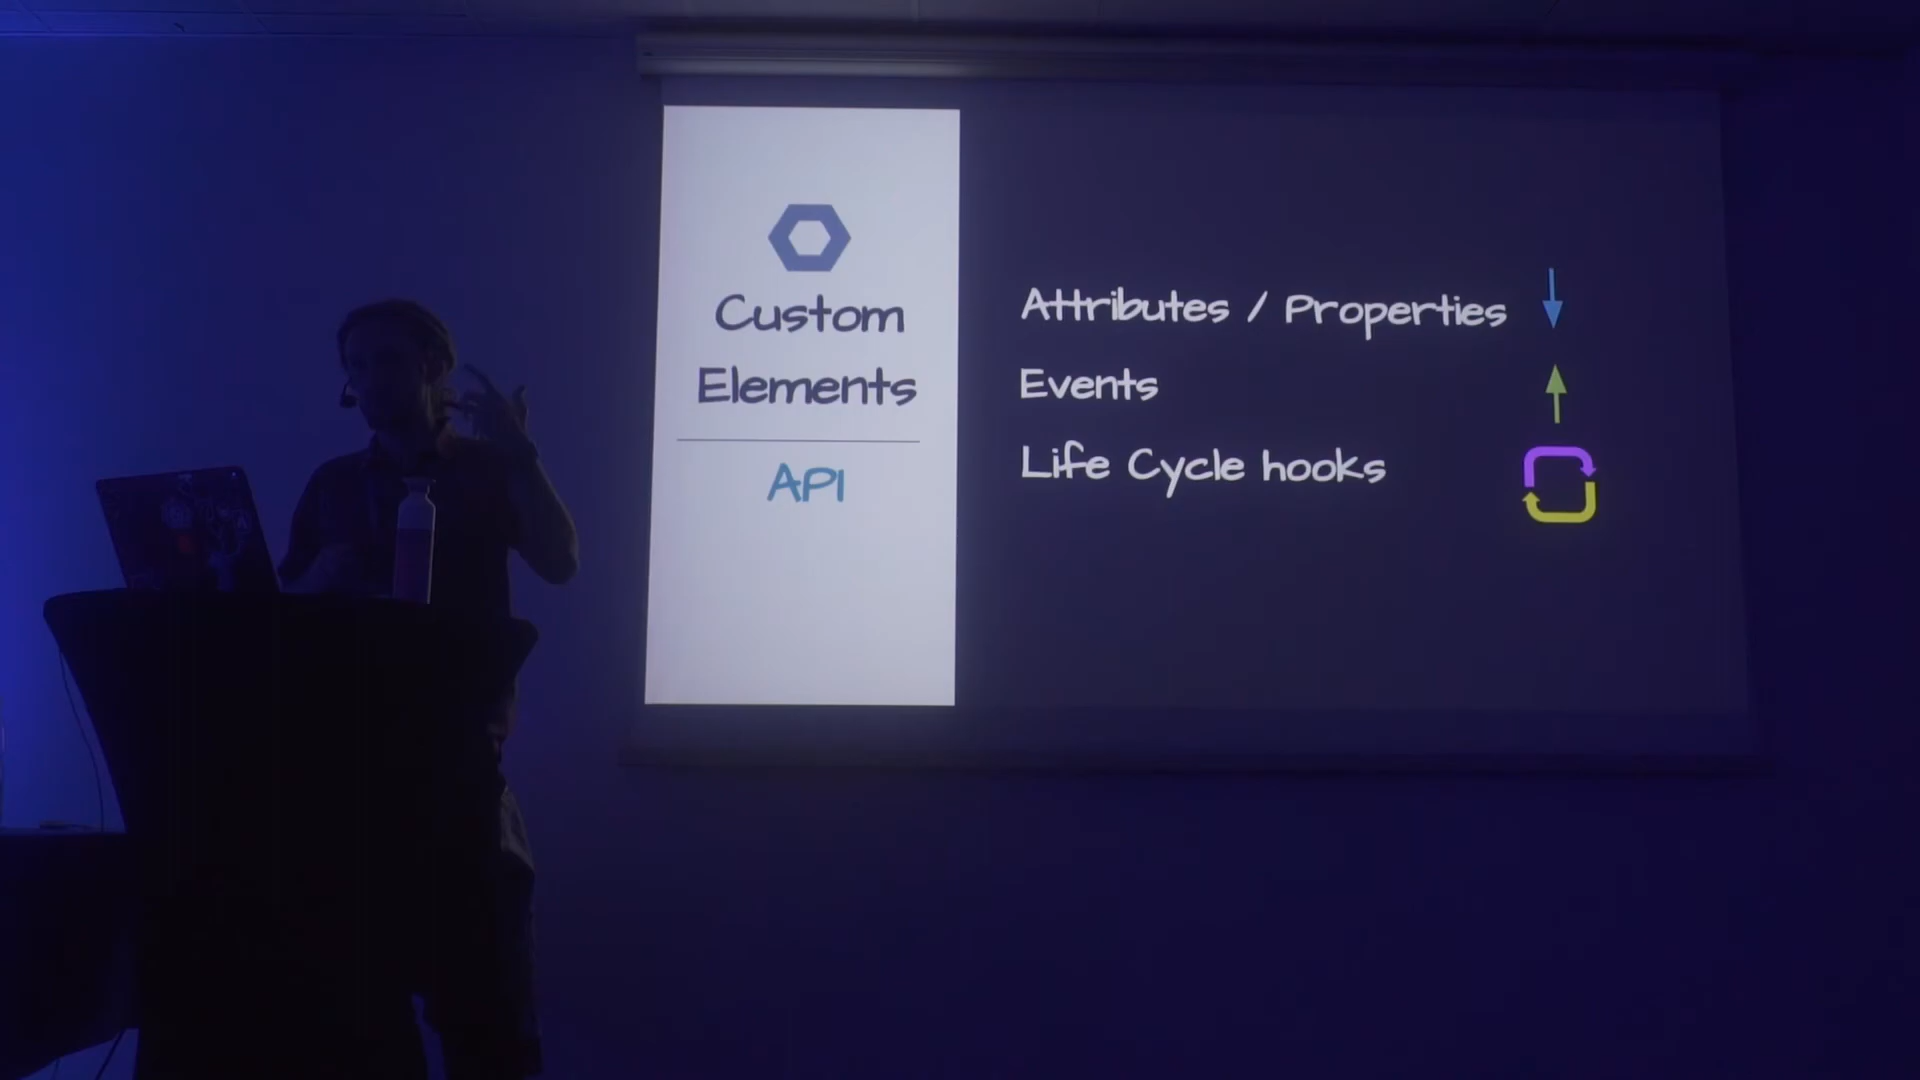 Custom
Elements
API
Attributes / Properties
Events
Life Cycle hooks